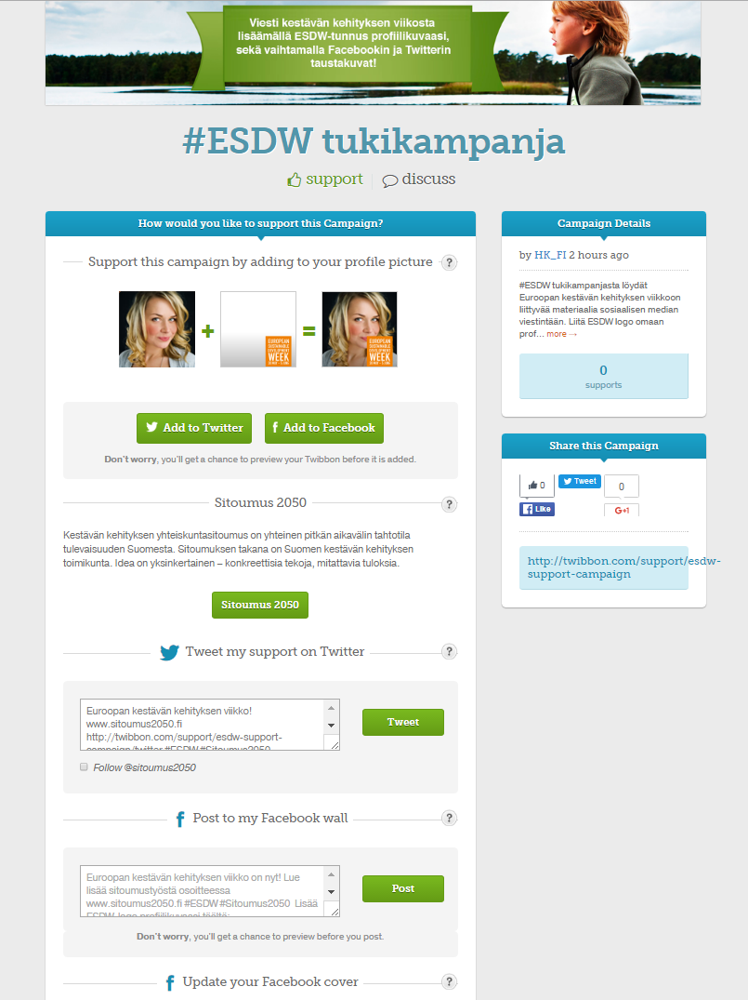 Viesti kestävän kehityksen viikosta
lisäämällä ESDW-tunnus profiilikuvaasi,
sekä vaihtamalla Facebookin ja Twitterin
taustakuvat!
#ESDW tukikampanja
support
discuss
How would you like to support this Campaign?
Support this campaign by adding to your profile picture
?
+
EUROPEAN
SUSTAINABLE
DEVELOPMENT
WEEK
=
EUROPEAN
SUSTAINABLE
DEVELOPMENT
WEEK
Add to Twitter
Add to Facebook
Don't worry, you'll get a chance to preview your Twibbon before it is added.
Sitoumus 2050
?
Kestävän kehityksen yhteiskuntasitoumus on yhteinen pitkän aikavälin tahtotila
tulevaisuuden Suomesta. Sitoumuksen takana on Suomen kestävän kehityksen
toimikunta. Idea on yksinkertainen – konkreettisia tekoja, mitattavia tuloksia.
Sitoumus 2050
Tweet my support on Twitter
?
Euroopan kestävän kehityksen viikko!
www.sitoumus2050.fi
http://twibbon.com/support/esdw-support-
campaign/twitter #ESDW #Sitoumus2050
Tweet
Follow @sitoumus2050
Post to my Facebook wall
?
Euroopan kestävän kehityksen viikko on nyt! Lue
lisää sitoumustyöstä osoitteessa
www.sitoumus2050.fi #ESDW #Sitoumus2050 Lisää
ESDW-logo profiilikuvaasi täältä:
Post
Don't worry, you'll get a chance to preview before you post.
Update your Facebook cover
?
Campaign Details
by HK_FI 2 hours ago
#ESDW tukikampanjasta löydät
Euroopan kestävän kehityksen viikkoon
liittyvää materiaalia sosiaalisen median
viestintään. Liitä ESDW logo omaan
prof... more →
0
supports
Share this Campaign
0
Tweet
0
Like
G+1
http://twibbon.com/support/esdw-
support-campaign